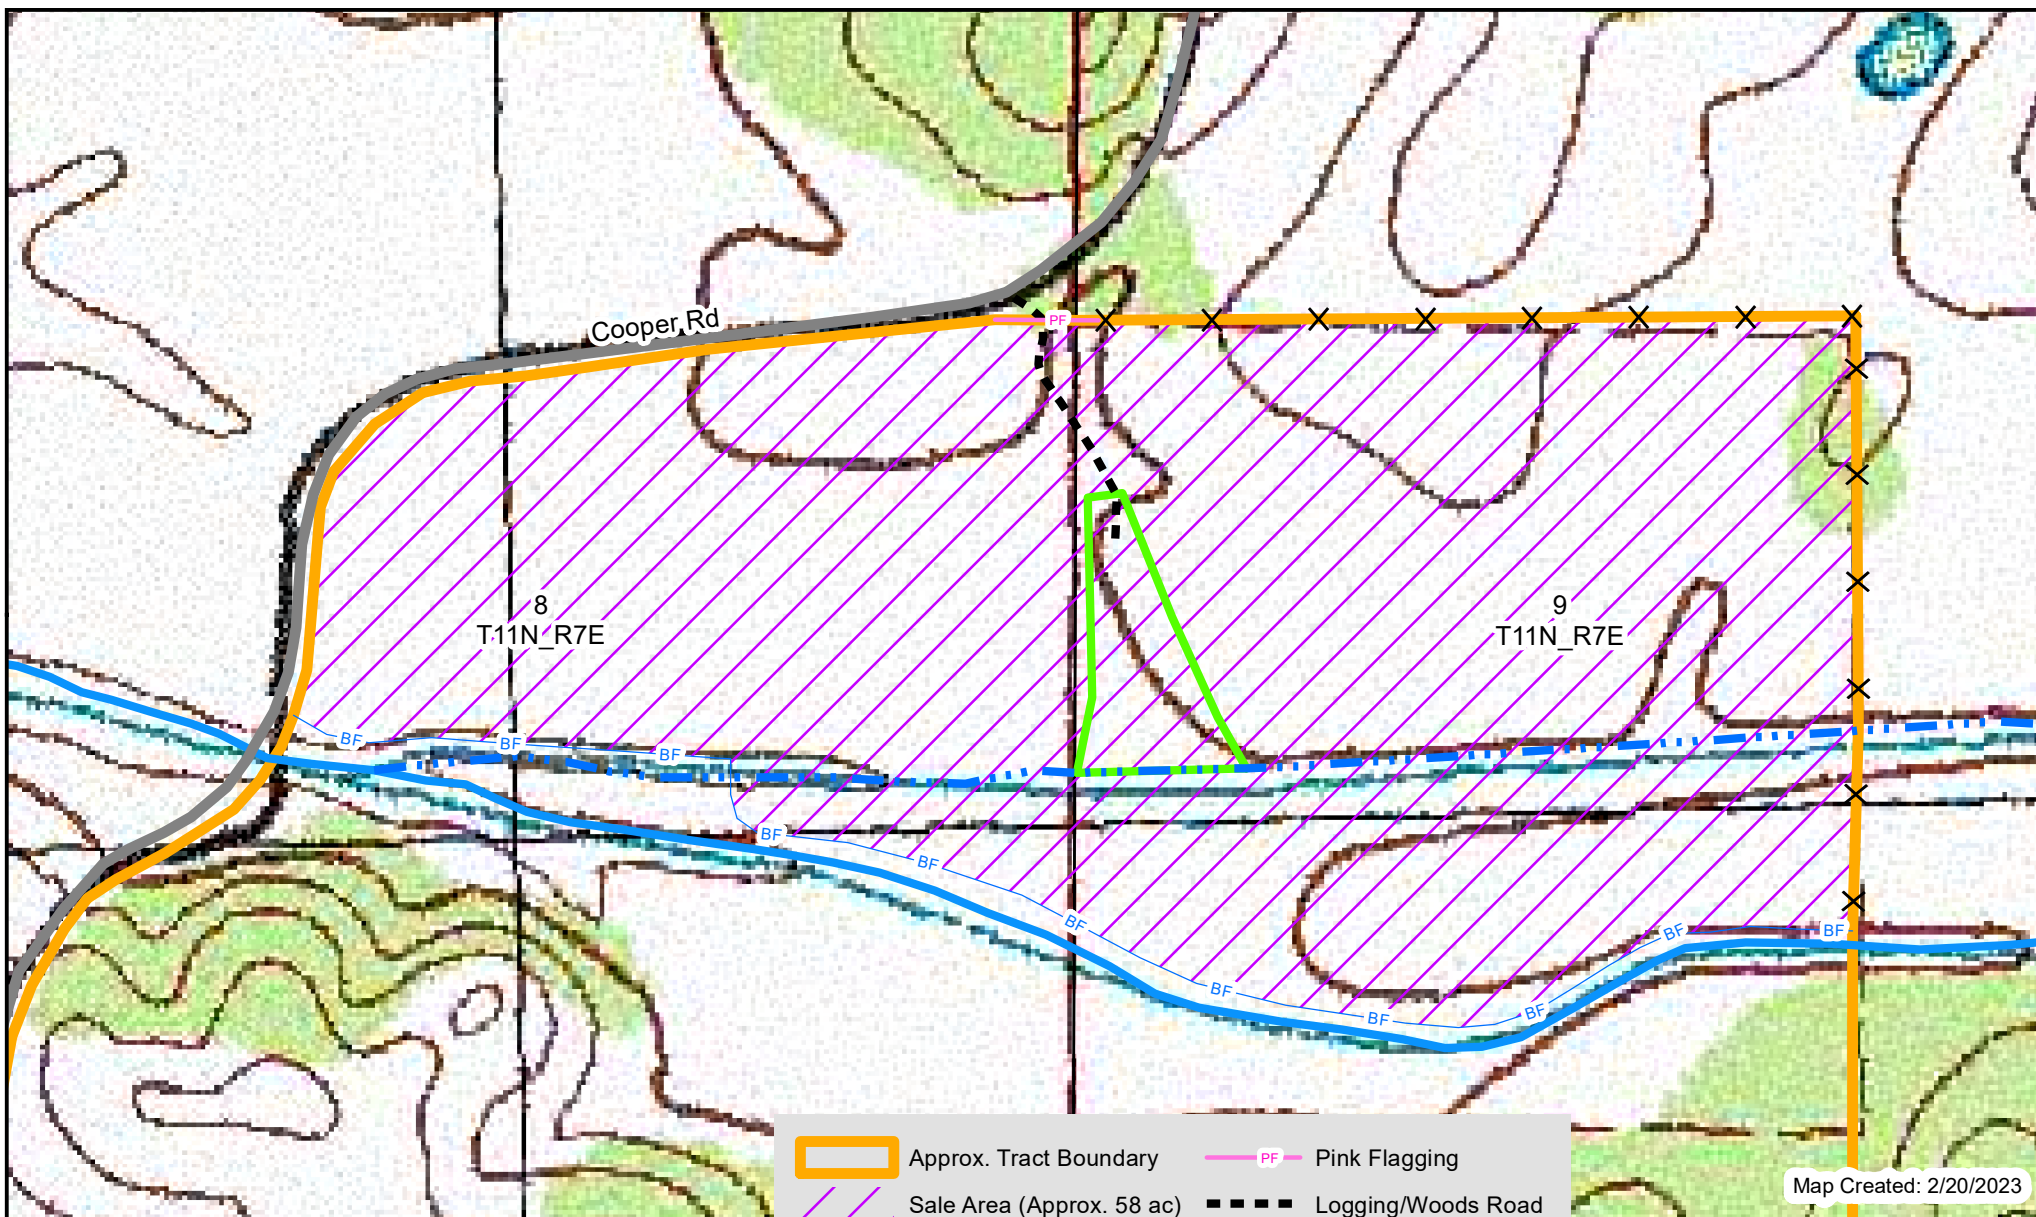 Cooper Rd
PF
8
T11N_R7E
9
T11N_R7E
BF
BF
BF
BF
BF
BF
BF
BF
BF
BF
BF
Approx. Tract Boundary
PF
Pink Flagging
Sale Area (Approx. 58 ac)
Logging/Woods Road
Map Created: 2/20/2023